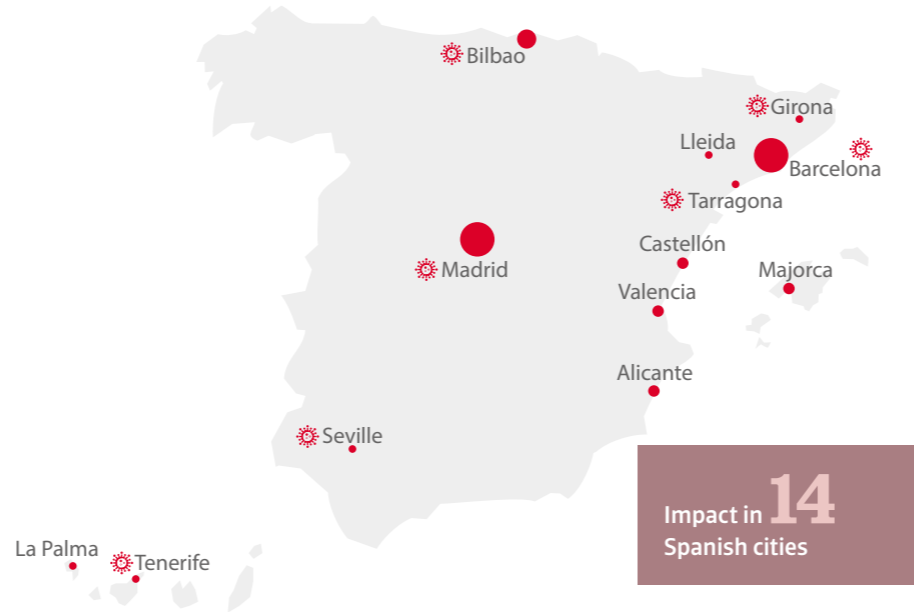 Bilbao
Girona
Lleida
Barcelona
Tarragona
Castellón
Madrid
Majorca
Valencia
Alicante
Seville
Impact in 14
Spanish cities
La Palma
Tenerife